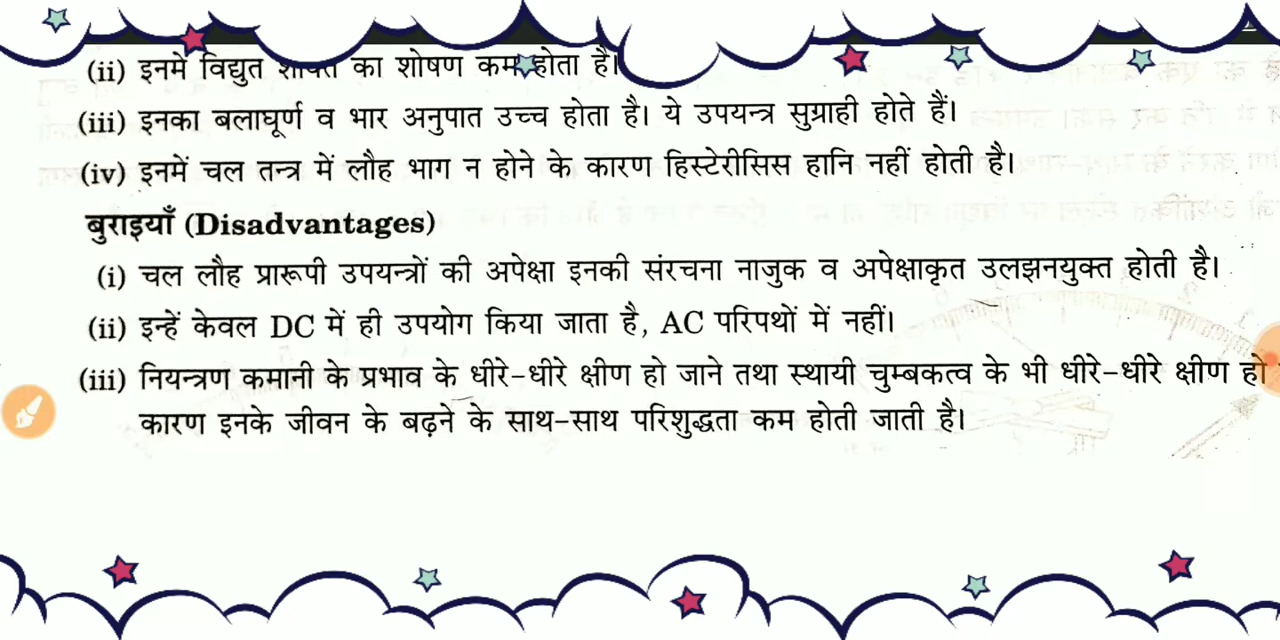 (ii) इनमें विद्युत शक्ति का शोषण कम होता है।
(iii) इनका बलाघूर्ण व भार अनुपात उच्च होता है। ये उपयन्त्र सुग्राही होते हैं।
(iv) इनमें चल तन्त्र में लौह भाग न होने के कारण हिस्टेरीसिस हानि नहीं होती है।
बुराइयाँ (Disadvantages)
(i) चल लौह प्रारूपी उपयन्त्रों की अपेक्षा इनकी संरचना नाजुक व अपेक्षाकृत उलझनयुक्त होती है।
(ii) इन्हें केवल DC में ही उपयोग किया जाता है, AC परिपथों में नहीं।
(iii) नियन्त्रण कमानी के प्रभाव के धीरे-धीरे क्षीण हो जाने तथा स्थायी चुम्बकत्व के भी धीरे-धीरे क्षीण हो
कारण इनके जीवन के बढ़ने के साथ-साथ परिशुद्धता कम होती जाती है।